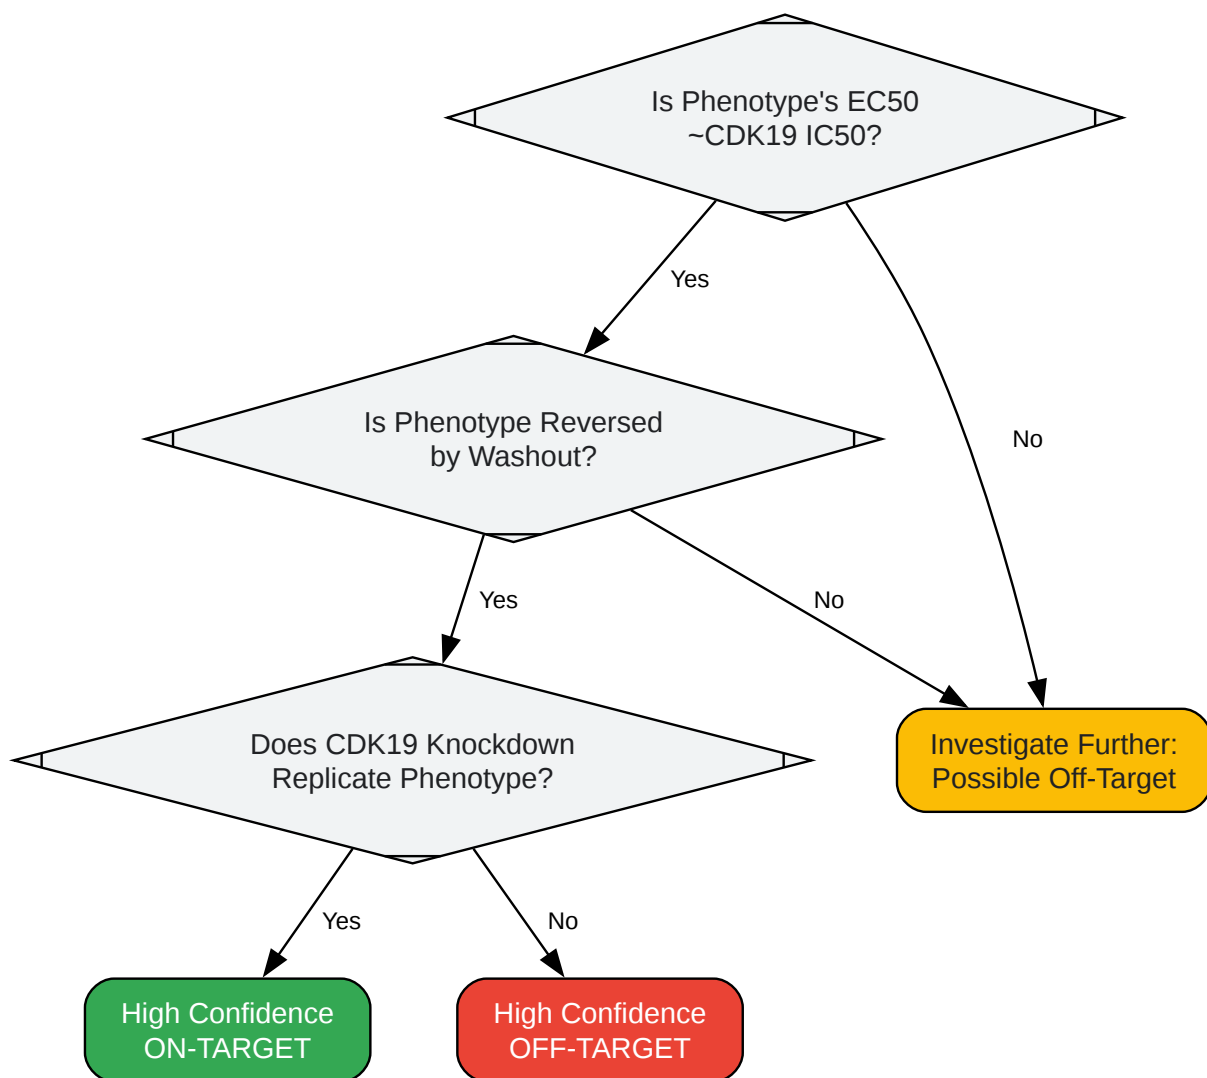 Is Phenotype's EC50
~CDK19 IC50?
Yes
No
Is Phenotype Reversed
by Washout?
Yes
No
Does CDK19 Knockdown
Replicate Phenotype?
Investigate Further:
Possible Off-Target
Yes
No
High Confidence
ON-TARGET
High Confidence
OFF-TARGET